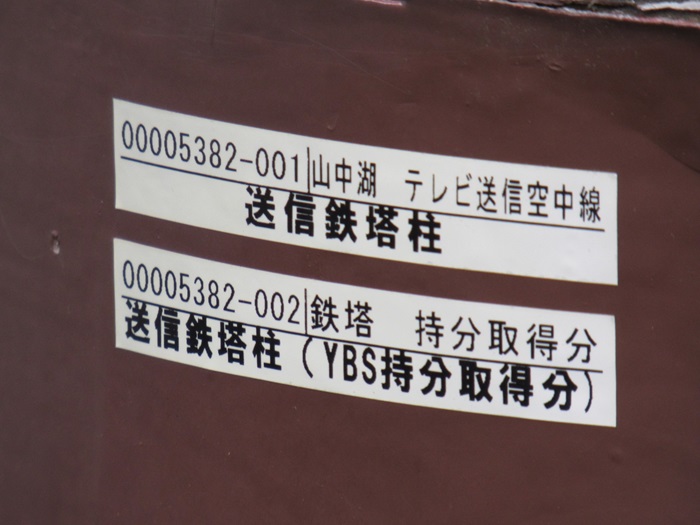 00005382-001 山中湖 テレビ送信空中線
送信鉄塔柱
00005382-002 鉄塔 持分取得分
送信鉄塔柱(YBS持分取得分)